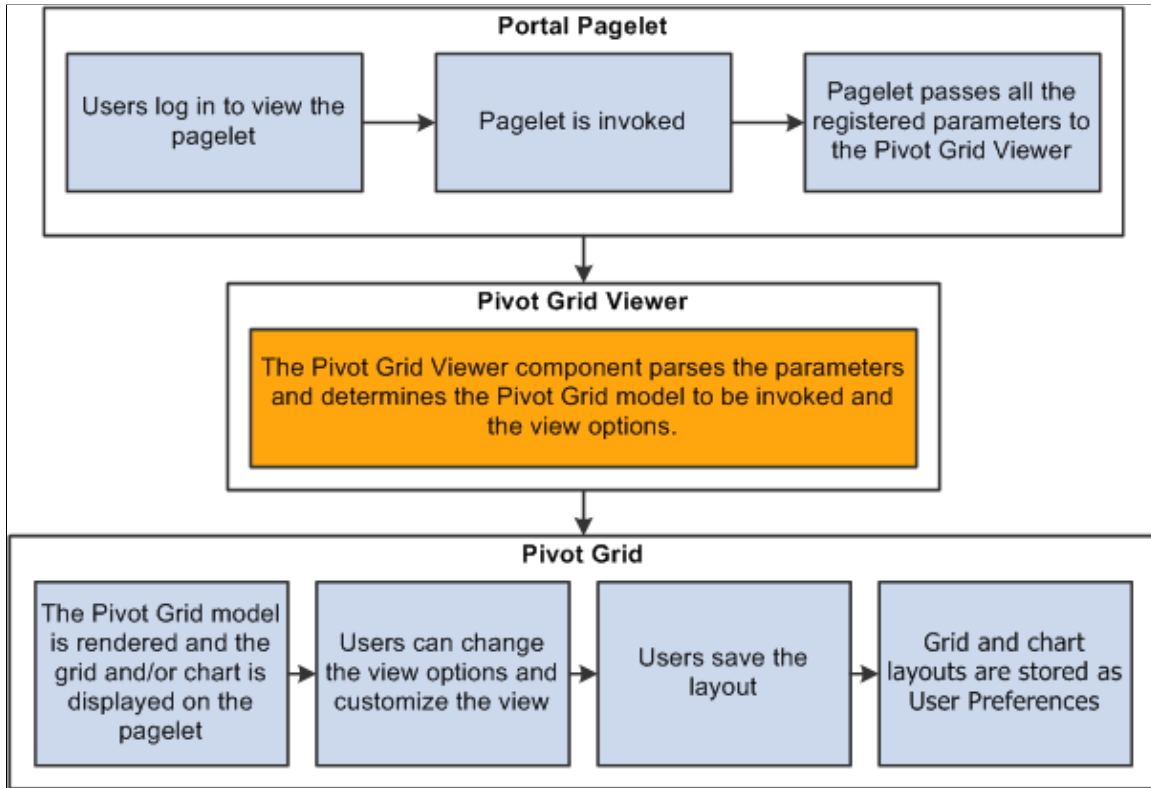 Portal Pagelet
Users log in to view the
pagelet
Pagelet is invoked
Pagelet passes all the
registered parameters to
the Pivot Grid Viewer
Pivot Grid Viewer
The Pivot Grid Viewer component parses the parameters
and determines the Pivot Grid model to be invoked and
the view options.
Pivot Grid
The Pivot Grid model
is rendered and the
grid and/or chart is
displayed on the
pagelet
Users can change
the view options and
customize the view
Users save the
layout
Grid and chart
layouts are stored as
User Preferences